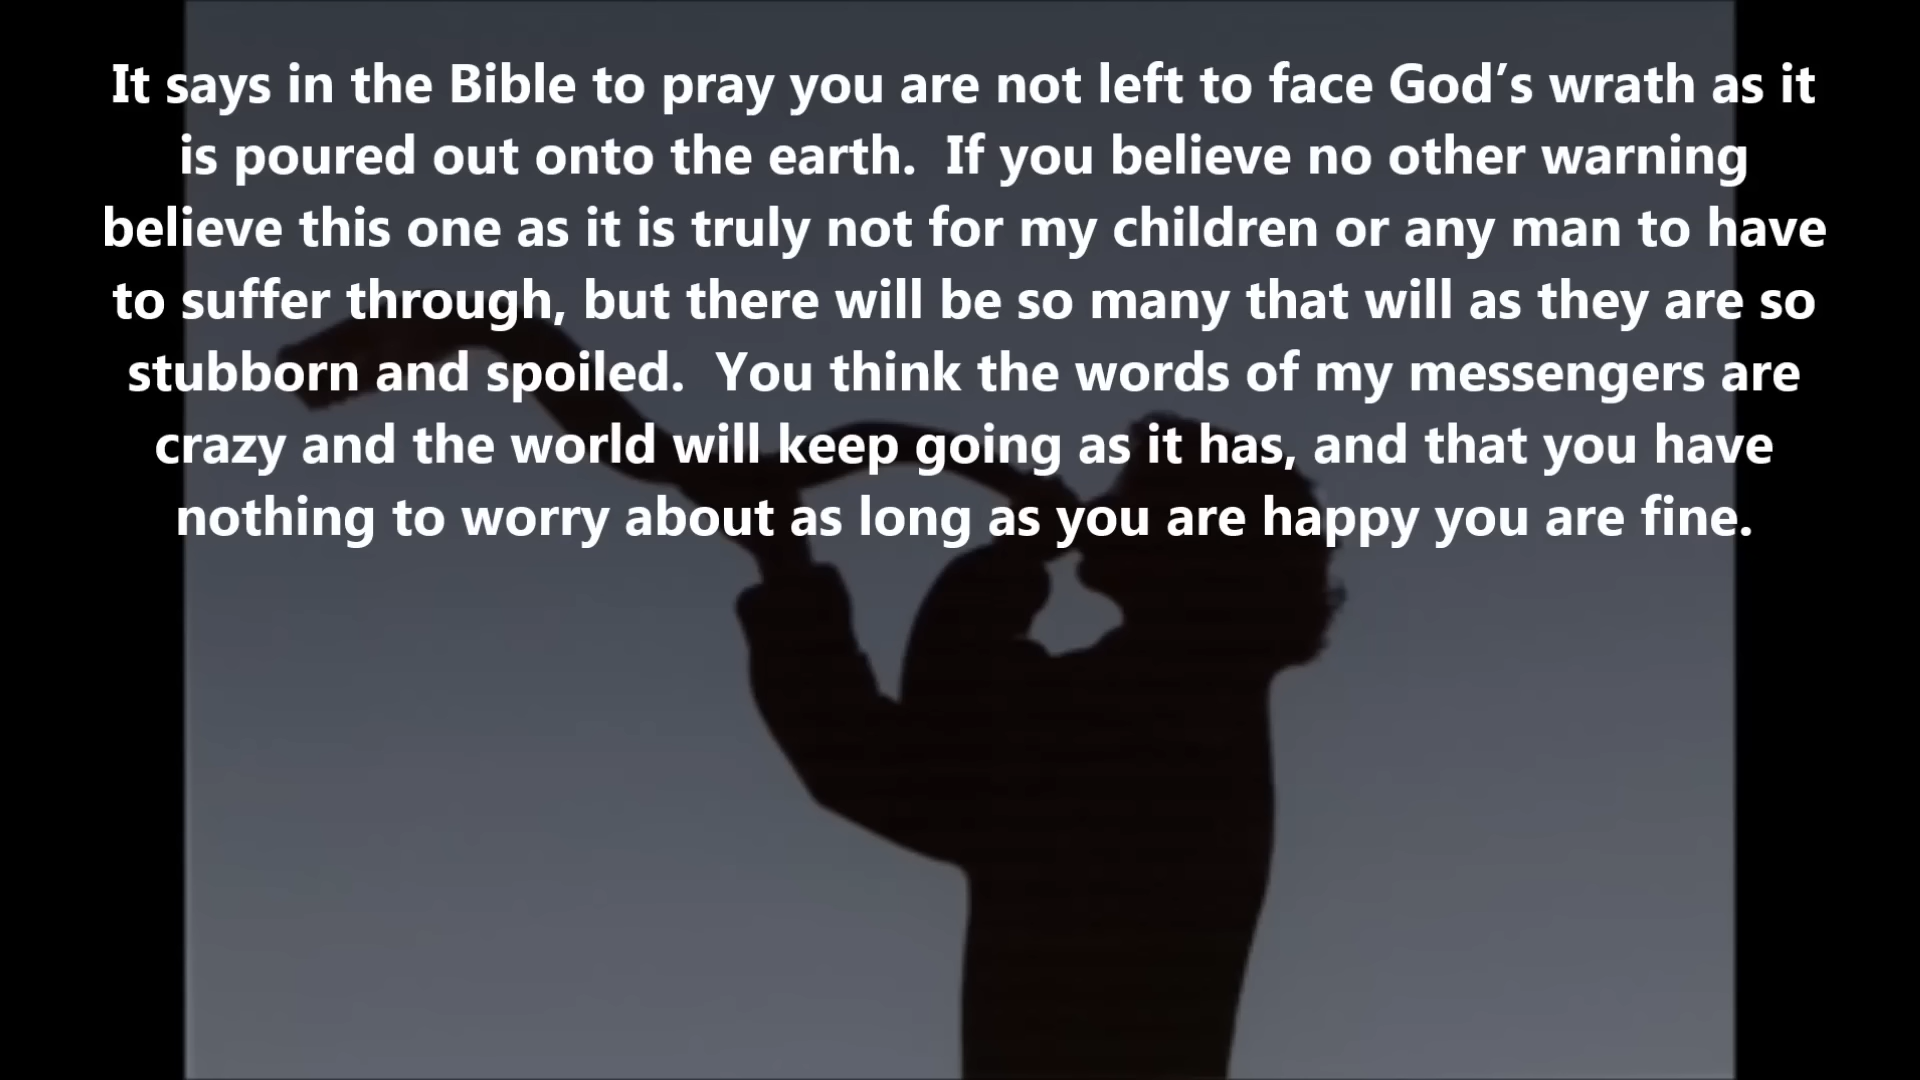 It says in the Bible to pray you are not left to face God’s wrath as it
is poured out onto the earth.  If you believe no other warning
believe this one as it is truly not for my children or any man to have
to suffer through, but there will be so many that will as they are so
stubborn and spoiled.  You think the words of my messengers are
crazy and the world will keep going as it has, and that you have
nothing to worry about as long as you are happy you are fine.